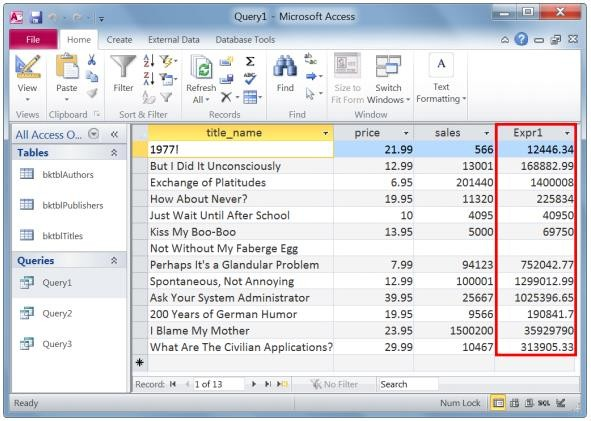 Query1 - Microsoft Access
File Home Create External Data Database Tools
View Paste Filter Refresh All Find Size to Fit Form Switch Windows Text Formatting
Views Clipboard Sort & Filter Records Find Window
All Access O...
Tables
bktblAuthors
bktblPublishers
bktblTitles
Queries
Query1
Query2
Query3
title_name price sales Expr1
1977! 21.99 566 12446.34
But I Did It Unconsciously 12.99 13001 168882.99
Exchange of Platitudes 6.95 201440 1400008
How About Never? 19.95 11320 225834
Just Wait Until After School 10 4095 40950
Kiss My Boo-Boo 13.95 5000 69750
Not Without My Faberge Egg
Perhaps It's a Glandular Problem 7.99 94123 752042.77
Spontaneous, Not Annoying 12.99 100001 1299012.99
Ask Your System Administrator 39.95 25667 1025396.65
200 Years of German Humor 19.95 9566 190841.7
I Blame My Mother 23.95 1500200 35929790
What Are The Civilian Applications? 29.99 10467 313905.33
Record: 1 of 13 No Filter Search
Ready Num Lock SQL